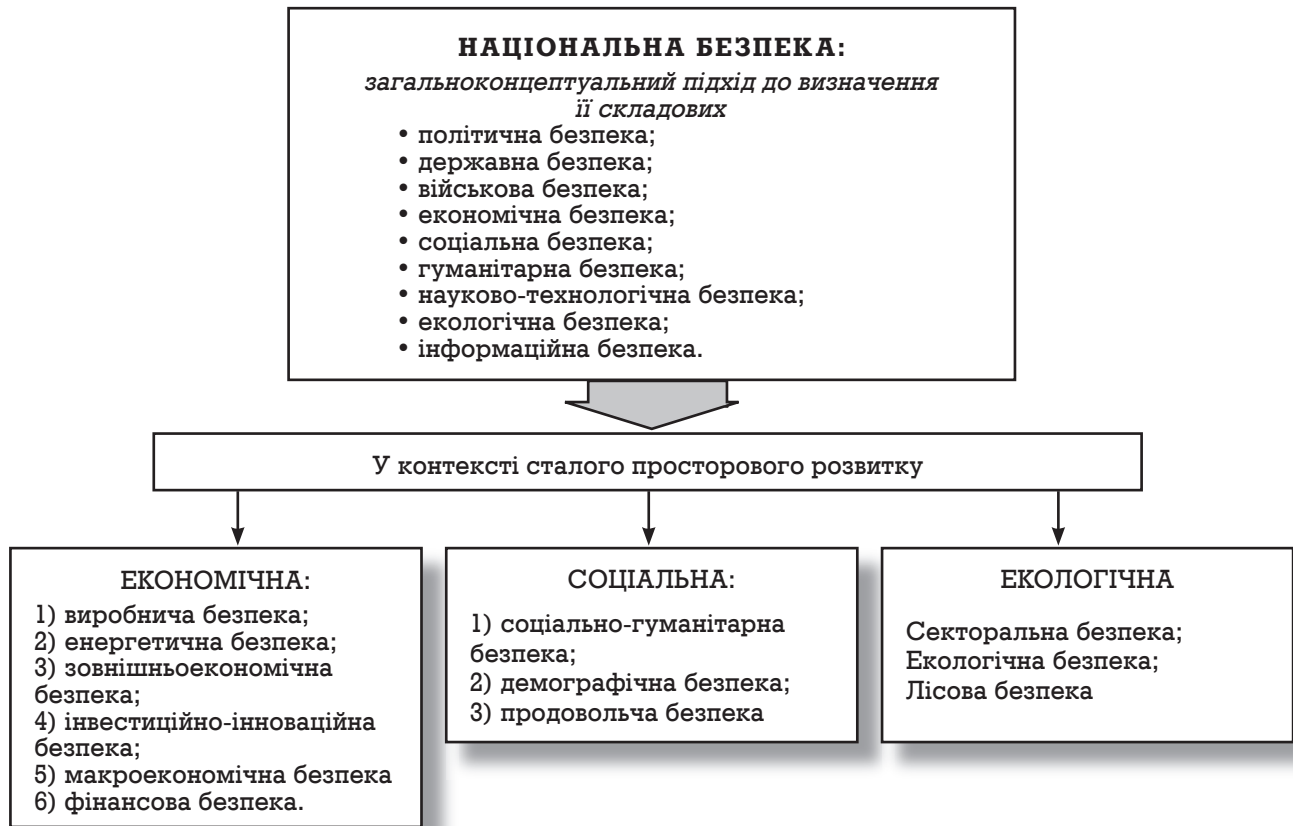 НАЦІОНАЛЬНА БЕЗПЕКА:
загальноконцептуальний підхід до визначення
її складових
• політична безпека;
• державна безпека;
• військова безпека;
• економічна безпека;
• соціальна безпека;
• гуманітарна безпека;
• науково-технологічна безпека;
• екологічна безпека;
• інформаційна безпека.
У контексті сталого просторового розвитку
ЕКОНОМІЧНА:
1) виробнича безпека;
2) енергетична безпека;
3) зовнішньоекономічна
безпека;
4) інвестиційно-інноваційна
безпека;
5) макроекономічна безпека
6) фінансова безпека.
СОЦІАЛЬНА:
1) соціально-гуманітарна
безпека;
2) демографічна безпека;
3) продовольча безпека
ЕКОЛОГІЧНА
Секторальна безпека;
Екологічна безпека;
Лісова безпека